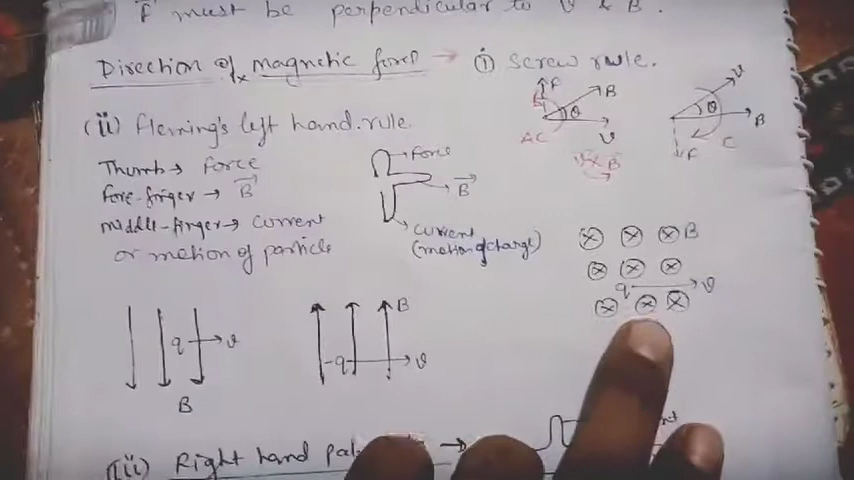 F must be perpendicular to V & B.
Direction of magnetic force → (i) screw rule.
F
B
θ
AC
v
v × B
v
θ
B
F
C
(ii) Fleming's left hand rule
Thumb → force
fore-finger → B
middle-finger → current
or motion of particle
force
B
current
(motion of charge)
B
q v
q v
B
B
q v
(iii) Right hand